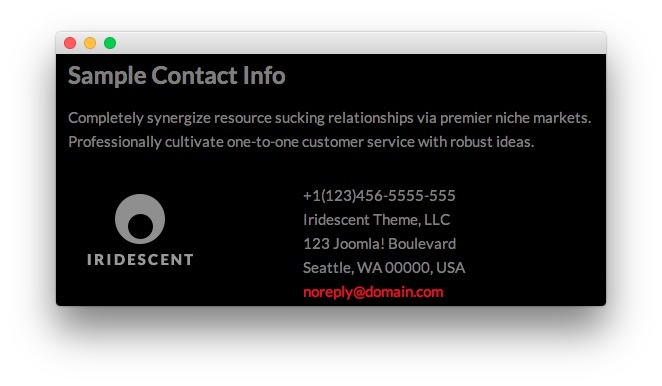 Sample Contact Info
Completely synergize resource sucking relationships via premier niche markets.
Professionally cultivate one-to-one customer service with robust ideas.
IRIDESCENT
+1(123)456-5555-555
Iridescent Theme, LLC
123 Joomla! Boulevard
Seattle, WA 00000, USA
noreply@domain.com